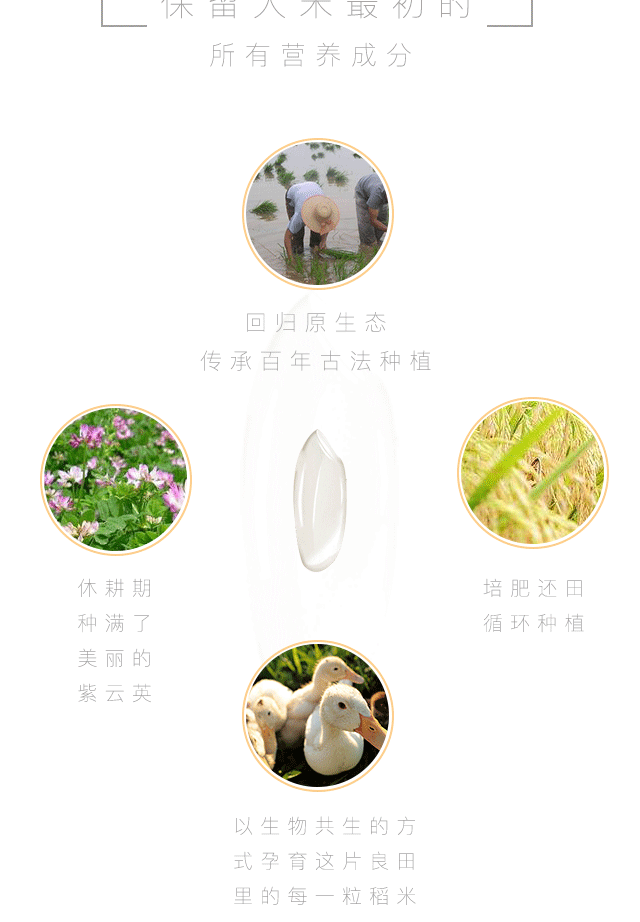 保留大米最初的
所有营养成分
回归原生态
传承百年古法种植
休耕期
种满了
美丽的
紫云英
培肥还田
循环种植
以生物共生的方
式孕育这片良田
里的每一粒稻米